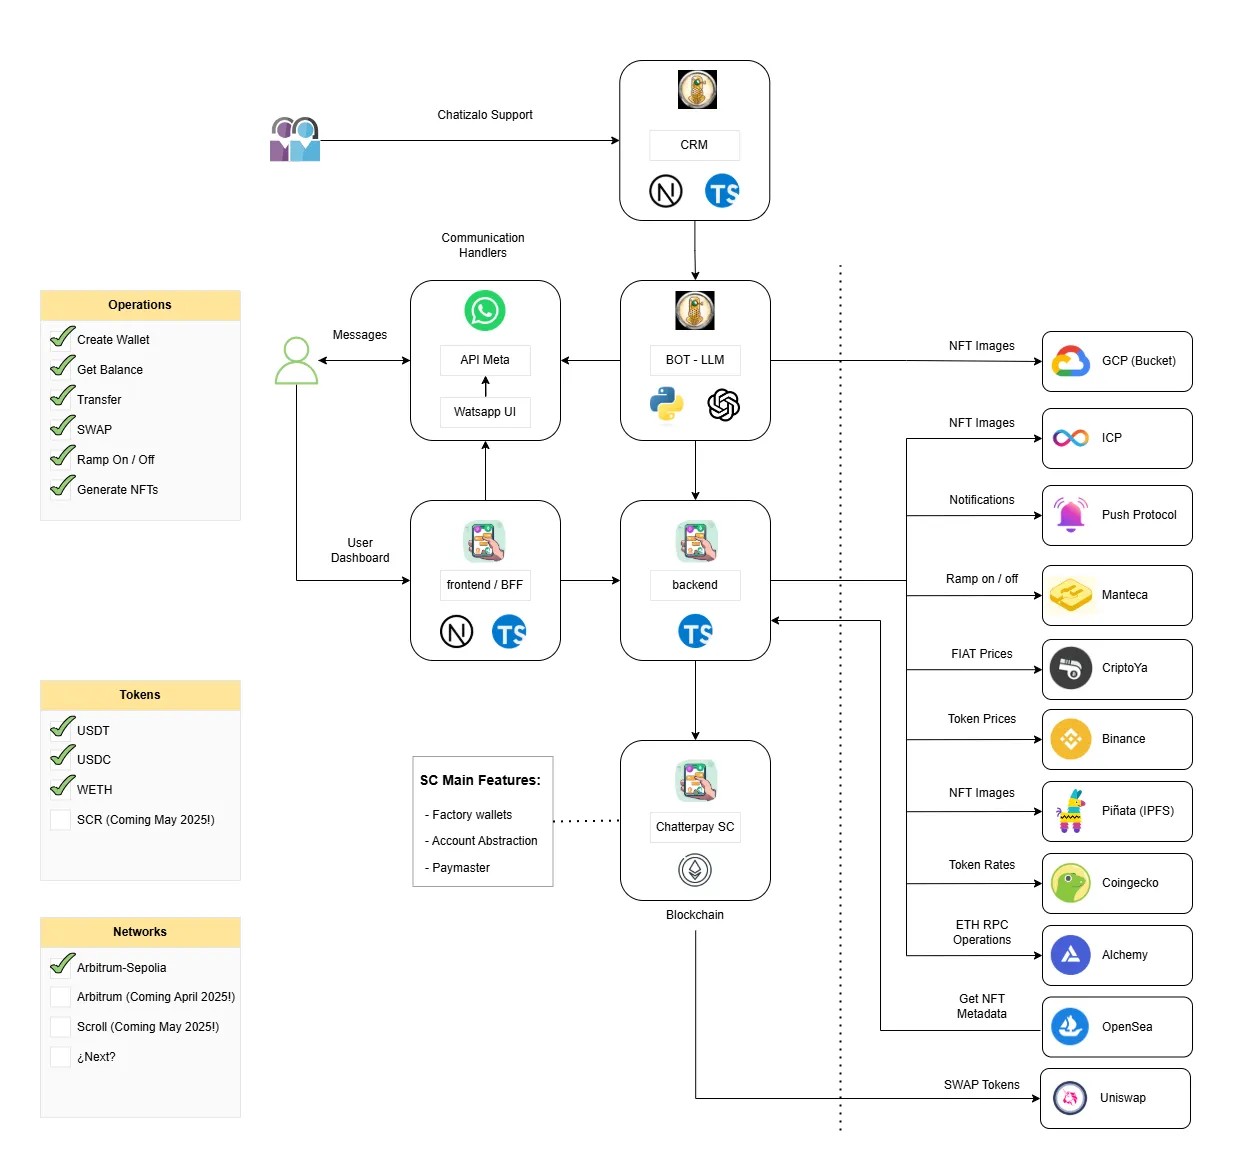 Chatizalo Support
CRM
TS
Communication
Handlers
Operations
Create Wallet
Get Balance
Transfer
SWAP
Ramp On / Off
Generate NFTs
Messages
API Meta
Watsapp UI
BOT - LLM
User
Dashboard
frontend / BFF
TS
backend
TS
Tokens
USDT
USDC
WETH
SCR (Coming May 2025!)
SC Main Features:
- Factory wallets
- Account Abstraction
- Paymaster
Chatterpay SC
Blockchain
Networks
Arbitrum-Sepolia
Arbitrum (Coming April 2025!)
Scroll (Coming May 2025!)
¿Next?
NFT Images
GCP (Bucket)
NFT Images
ICP
Notifications
Push Protocol
Ramp on / off
Manteca
FIAT Prices
CriptoYa
Token Prices
Binance
NFT Images
Piñata (IPFS)
Token Rates
Coingecko
ETH RPC
Operations
Alchemy
Get NFT
Metadata
OpenSea
SWAP Tokens
Uniswap